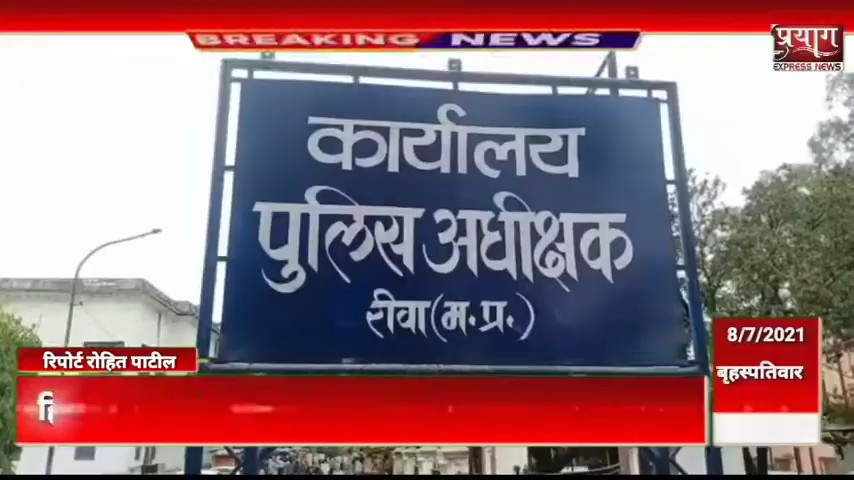 BREAKING NEWS
प्रयाग
EXPRESS NEWS
कार्यालय
पुलिस अधीक्षक
रीवा (म.प्र.)
रिपोर्ट रोहित पाटील
8/7/2021
बृहस्पतिवार